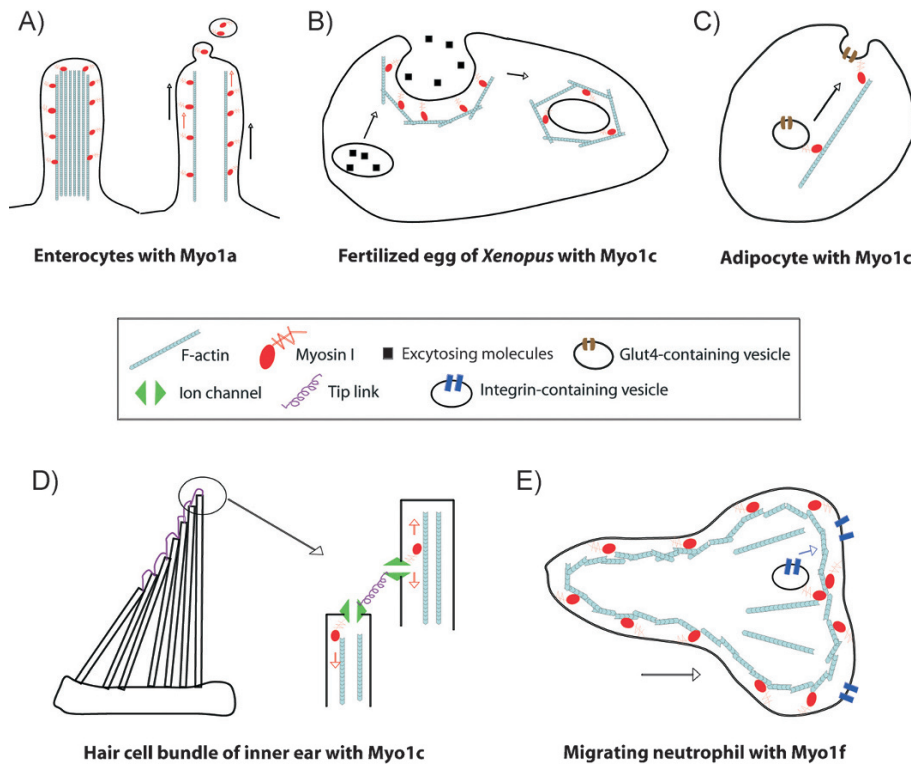 A)
B)
C)
Enterocytes with Myo1a
Fertilized egg of Xenopus with Myo1c
Adipocyte with Myo1c
F-actin
Myosin I
Excytosing molecules
Glut4-containing vesicle
Ion channel
Tip link
Integrin-containing vesicle
D)
E)
Hair cell bundle of inner ear with Myo1c
Migrating neutrophil with Myo1f